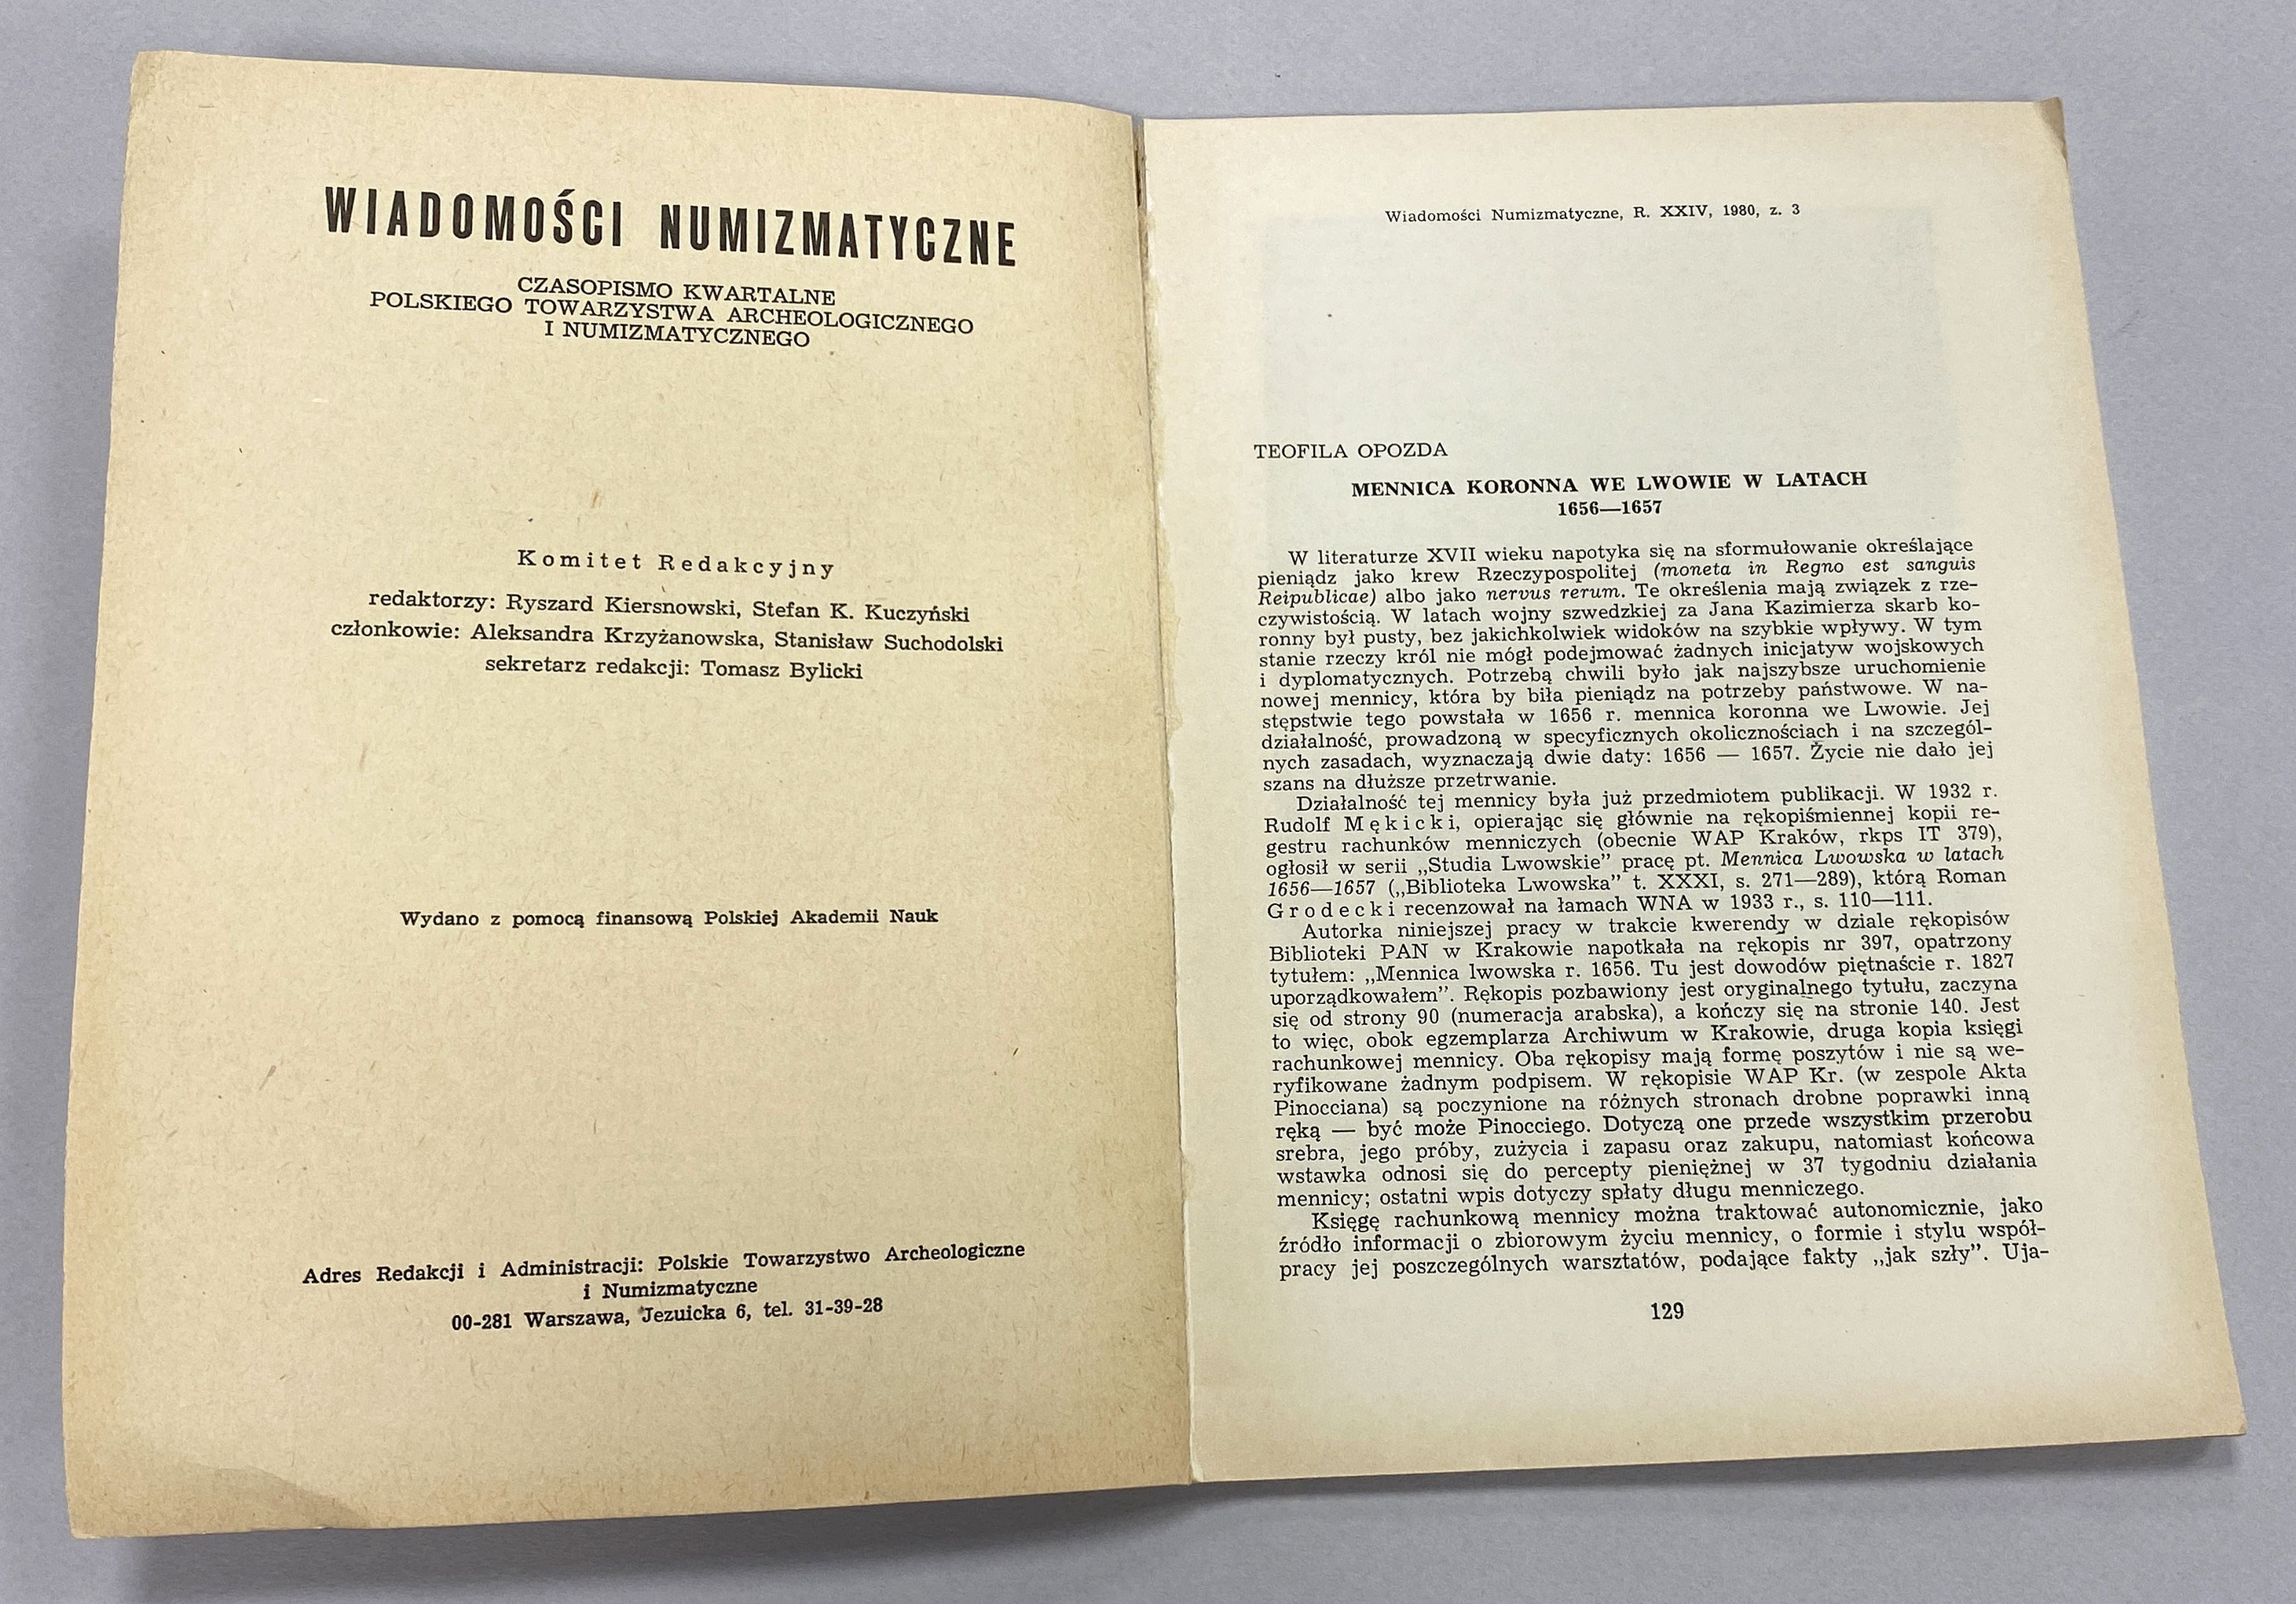 WIADOMOŚCI NUMIZMATYCZNE
CZASOPISMO KWARTALNE
POLSKIEGO TOWARZYSTWA ARCHEOLOGICZNEGO
I NUMIZMATYCZNEGO
Komitet Redakcyjny
redaktorzy: Ryszard Kiersnowski, Stefan K. Kuczyński
członkowie: Aleksandra Krzyżanowska, Stanisław Suchodolski
sekretarz redakcji: Tomasz Bylicki
Wydano z pomocą finansową Polskiej Akademii Nauk
Adres Redakcji i Administracji: Polskie Towarzystwo Archeologiczne
i Numizmatyczne
00-281 Warszawa, Jezuicka 6, tel. 31-39-28
Wiadomości Numizmatyczne, R. XXIV, 1980, z. 3
TEOFILA OPOZDA
MENNICA KORONNA WE LWOWIE W LATACH
1656—1657
W literaturze XVII wieku napotyka się na sformułowanie określające
pieniądz jako krew Rzeczypospolitej (moneta in Regno est sanguis
Reipublicae) albo jako nervus rerum. Te określenia mają związek z rze-
czywistością. W latach wojny szwedzkiej za Jana Kazimierza skarb ko-
ronny był pusty, bez jakichkolwiek widoków na szybkie wpływy. W tym
stanie rzeczy król nie mógł podejmować żadnych inicjatyw wojskowych
i dyplomatycznych. Potrzebą chwili było jak najszybsze uruchomienie
nowej mennicy, która by biła pieniądz na potrzeby państwowe. W na-
stępstwie tego powstała w 1656 r. mennica koronna we Lwowie. Jej
działalność, prowadzoną w specyficznych okolicznościach i na szczegól-
nych zasadach, wyznaczają dwie daty: 1656 — 1657. Życie nie dało jej
szans na dłuższe przetrwanie.
Działalność tej mennicy była już przedmiotem publikacji. W 1932 r.
Rudolf Mękicki, opierając się głównie na rękopiśmiennej kopii re-
gestru rachunków menniczych (obecnie WAP Kraków, rkps IT 379),
ogłosił w serii „Studia Lwowskie” pracę pt. Mennica Lwowska w latach
1656—1657 („Biblioteka Lwowska” t. XXXI, s. 271—289), którą Roman
Grodecki recenzował na łamach WNA w 1933 r., s. 110—111.
Autorka niniejszej pracy w trakcie kwerendy w dziale rękopisów
Biblioteki PAN w Krakowie napotkała na rękopis nr 397, opatrzony
tytułem: „Mennica lwowska r. 1656. Tu jest dowodów piętnaście r. 1827
uporządkowałem”. Rękopis pozbawiony jest oryginalnego tytułu, zaczyna
się od strony 90 (numeracja arabska), a kończy się na stronie 140. Jest
to więc, obok egzemplarza Archiwum w Krakowie, druga kopia księgi
rachunkowej mennicy. Oba rękopisy mają formę poszytów i nie są we-
ryfikowane żadnym podpisem. W rękopisie WAP Kr. (w zespole Akta
Pinocciana) są poczynione na różnych stronach drobne poprawki inną
ręką — być może Pinocciego. Dotyczą one przede wszystkim przerobu
srebra, jego próby, zużycia i zapasu oraz zakupu, natomiast końcowa
wstawka odnosi się do percepty pieniężnej w 37 tygodniu działania
mennicy; ostatni wpis dotyczy spłaty długu menniczego.
Księgę rachunkową mennicy można traktować autonomicznie, jako
źródło informacji o zbiorowym życiu mennicy, o formie i stylu współ-
pracy jej poszczególnych warsztatów, podające fakty „jak szły”. Uja-
129